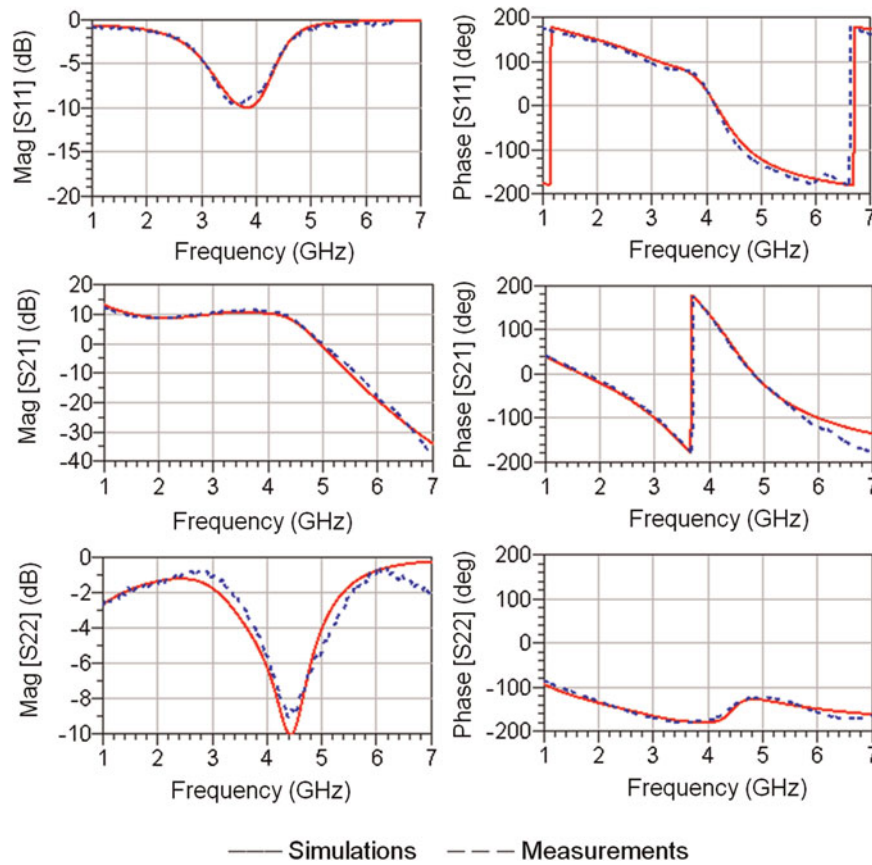 Mag [S11] (dB)
0
-5
-10
-15
-20
1 2 3 4 5 6 7
Frequency (GHz)
Phase [S11] (deg)
200
100
0
-100
-200
1 2 3 4 5 6 7
Frequency (GHz)
Mag [S21] (dB)
20
10
0
-10
-20
-30
-40
1 2 3 4 5 6 7
Frequency (GHz)
Phase [S21] (deg)
200
100
0
-100
-200
1 2 3 4 5 6 7
Frequency (GHz)
Mag [S22] (dB)
0
-2
-4
-6
-8
-10
1 2 3 4 5 6 7
Frequency (GHz)
Phase [S22] (deg)
200
100
0
-100
-200
1 2 3 4 5 6 7
Frequency (GHz)
Simulations Measurements